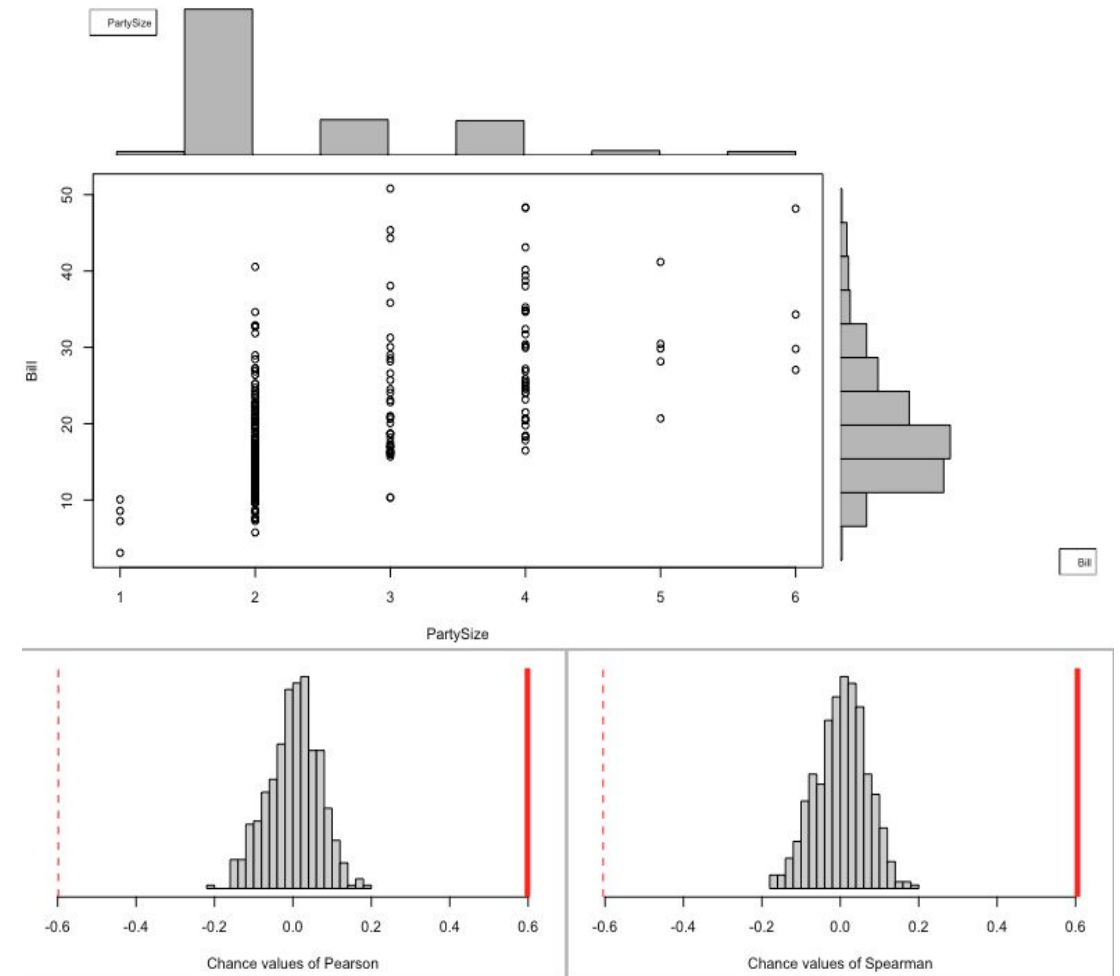 PartySize
50
40
30
20
10
Bill
Bill
1 2 3 4 5 6
PartySize
-0.6 -0.4 -0.2 0.0 0.2 0.4 0.6
Chance values of Pearson
-0.6 -0.4 -0.2 0.0 0.2 0.4 0.6
Chance values of Spearman